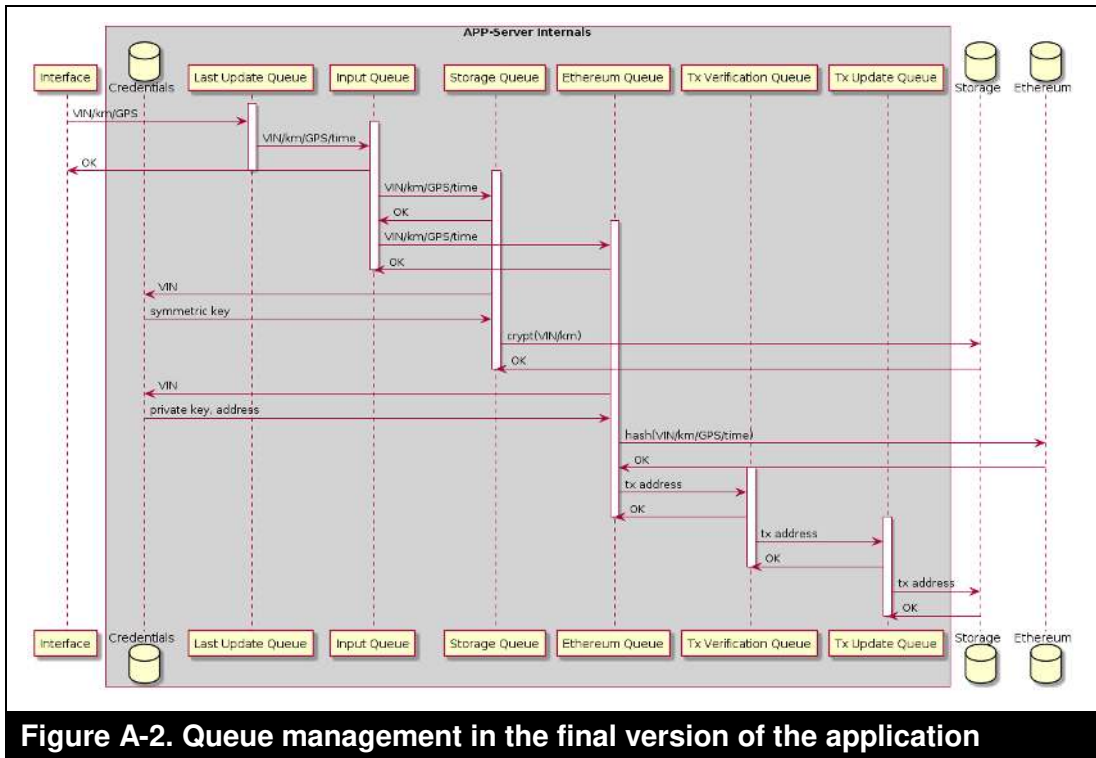 APP-Server Internals
Interface
Credentials
Last Update Queue
Input Queue
Storage Queue
Ethereum Queue
Tx Verification Queue
Tx Update Queue
Storage
Ethereum
VIN/km/GPS
VIN/km/GPS/time
OK
VIN/km/GPS/time
OK
VIN/km/GPS/time
OK
VIN
symmetric key
crypt(VIN/km)
OK
VIN
private key, address
hash(VIN/km/GPS/time)
OK
tx address
OK
tx address
OK
tx address
OK
Interface
Credentials
Last Update Queue
Input Queue
Storage Queue
Ethereum Queue
Tx Verification Queue
Tx Update Queue
Storage
Ethereum
Figure A-2. Queue management in the final version of the application